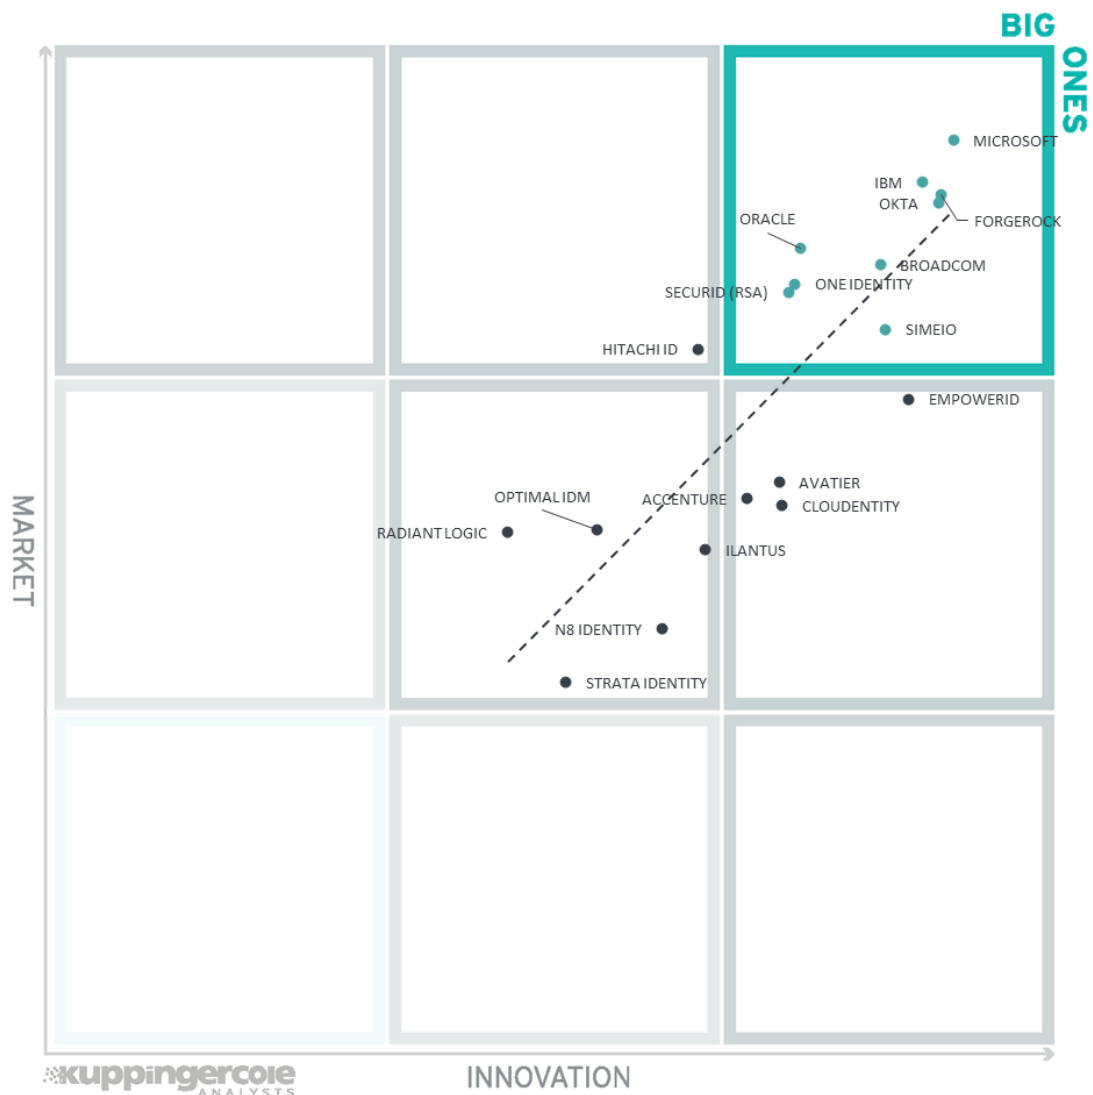 BIG
ONES
MICROSOFT
IBM
OKTA
FORGEROCK
ORACLE
BROADCOM
ONE IDENTITY
SECURID (RSA)
SIMEIO
HITACHI ID
EMPOWERID
AVATIER
OPTIMAL IDM
ACCENTURE
CLOUDENTITY
RADIANT LOGIC
ILANTUS
N8 IDENTITY
STRATA IDENTITY
MARKET
INNOVATION
kuppingercole
ANALYSTS